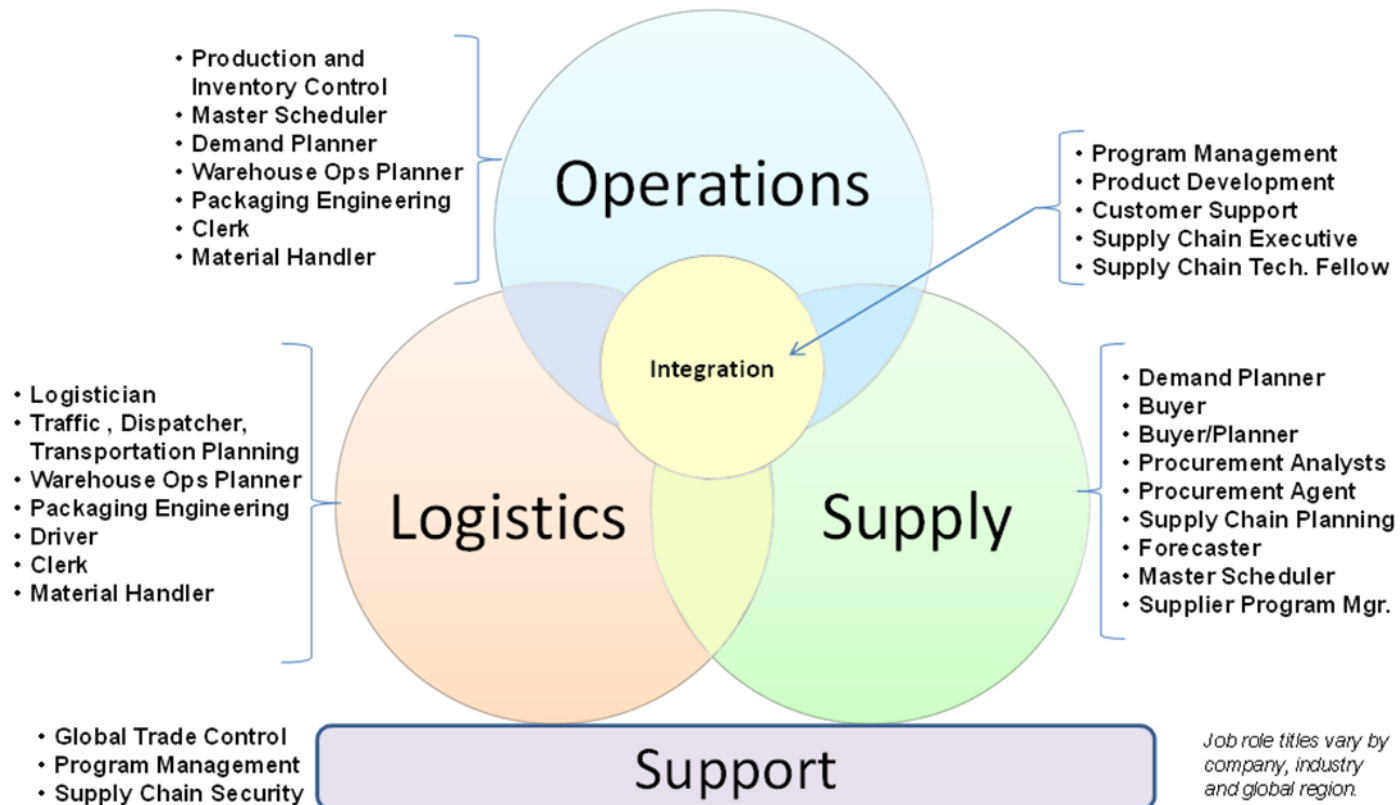 • Production and
Inventory Control
• Master Scheduler
• Demand Planner
• Warehouse Ops Planner
• Packaging Engineering
• Clerk
• Material Handler
Operations
• Program Management
• Product Development
• Customer Support
• Supply Chain Executive
• Supply Chain Tech. Fellow
Integration
• Logistician
• Traffic , Dispatcher,
Transportation Planning
• Warehouse Ops Planner
• Packaging Engineering
• Driver
• Clerk
• Material Handler
Logistics
Supply
• Demand Planner
• Buyer
• Buyer/Planner
• Procurement Analysts
• Procurement Agent
• Supply Chain Planning
• Forecaster
• Master Scheduler
• Supplier Program Mgr.
• Global Trade Control
• Program Management
• Supply Chain Security
Support
Job role titles vary by
company, industry
and global region.